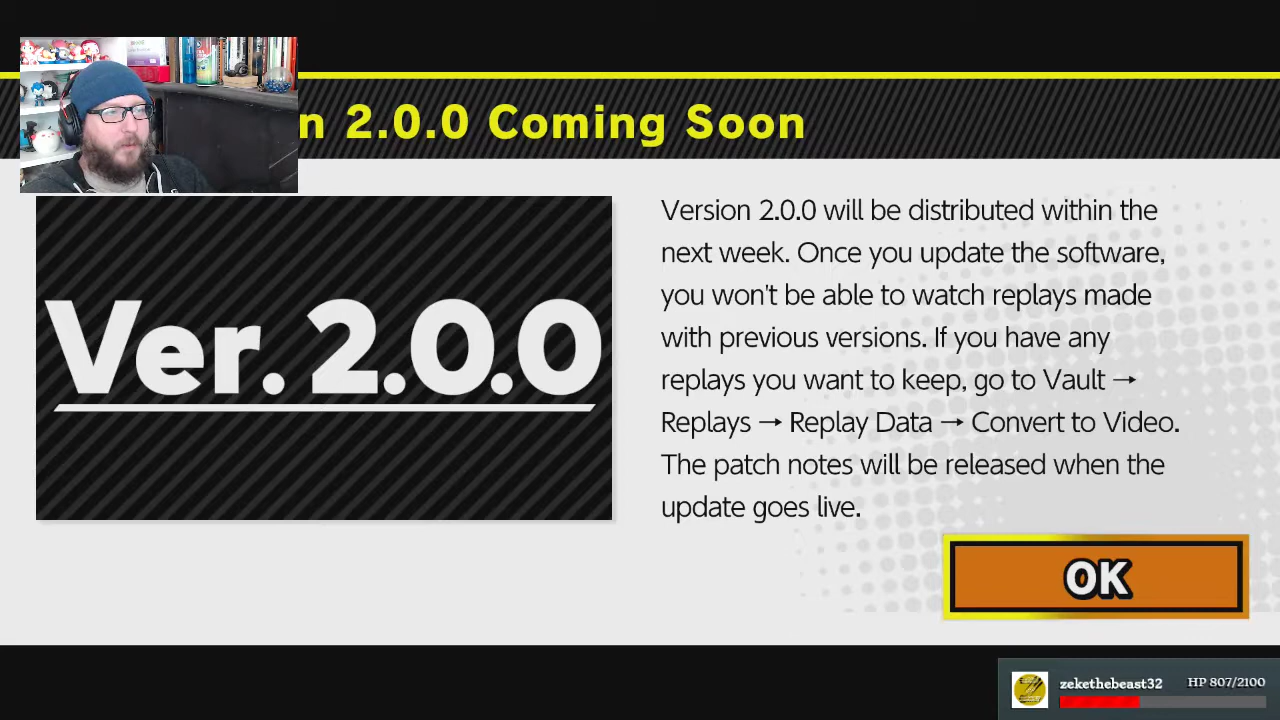 n 2.0.0 Coming Soon
Ver. 2.0.0
Version 2.0.0 will be distributed within the
next week. Once you update the software,
you won't be able to watch replays made
with previous versions. If you have any
replays you want to keep, go to Vault →
Replays → Replay Data → Convert to Video.
The patch notes will be released when the
update goes live.
OK
zekethebeast32 HP 807/2100